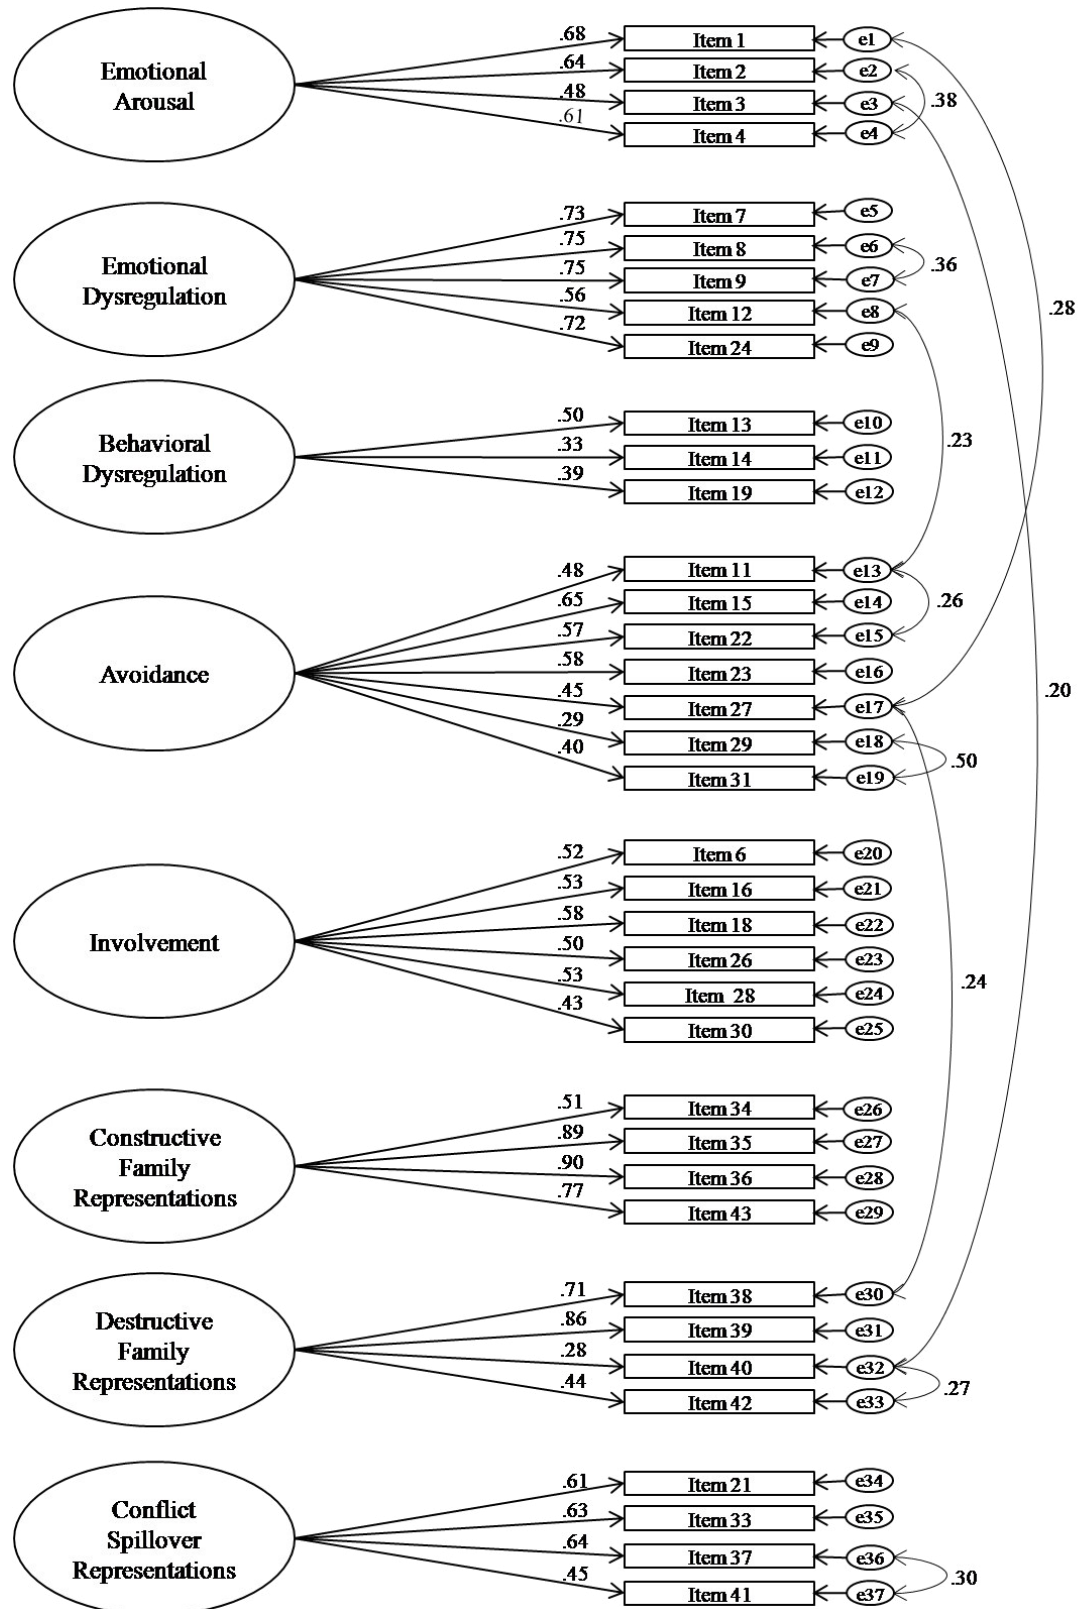 Emotional
Arousal
.68
.64
.48
.61
Item 1
Item 2
Item 3
Item 4
e1
e2
e3
e4
.38
Emotional
Dysregulation
.73
.75
.75
.56
.72
Item 7
Item 8
Item 9
Item 12
Item 24
e5
e6
e7
e8
e9
.36
.28
Behavioral
Dysregulation
.50
.33
.39
Item 13
Item 14
Item 19
e10
e11
e12
.23
Avoidance
.48
.65
.57
.58
.45
.29
.40
Item 11
Item 15
Item 22
Item 23
Item 27
Item 29
Item 31
e13
e14
e15
e16
e17
e18
e19
.26
.20
.50
Involvement
.52
.53
.58
.50
.53
.43
Item 6
Item 16
Item 18
Item 26
Item 28
Item 30
e20
e21
e22
e23
e24
e25
.24
Constructive
Family
Representations
.51
.89
.90
.77
Item 34
Item 35
Item 36
Item 43
e26
e27
e28
e29
Destructive
Family
Representations
.71
.86
.28
.44
Item 38
Item 39
Item 40
Item 42
e30
e31
e32
e33
.27
Conflict
Spillover
Representations
.61
.63
.64
.45
Item 21
Item 33
Item 37
Item 41
e34
e35
e36
e37
.30